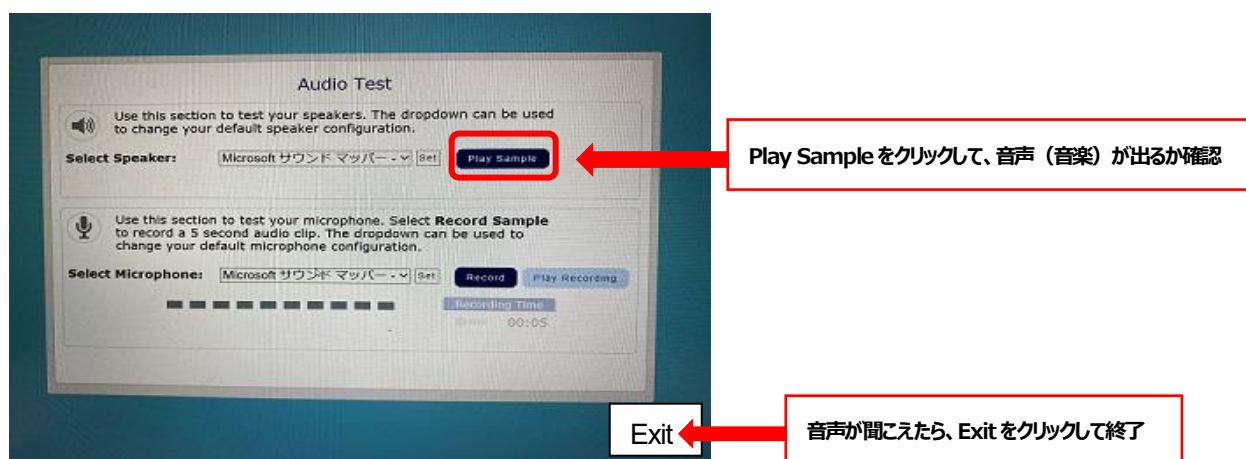 Audio Test
Use this section to test your speakers. The dropdown can be used
to change your default speaker configuration.
Select Speaker: Microsoft サウンド マッパー - Set Play Sample
Play Sample をクリックして、音声（音楽）が出るか確認
Use this section to test your microphone. Select Record Sample
to record a 5 second audio clip. The dropdown can be used to
change your default microphone configuration.
Select Microphone: Microsoft サウンド マッパー - Set Record Play Recording
Recording Time
00:05
Exit
音声が聞こえたら、Exit をクリックして終了